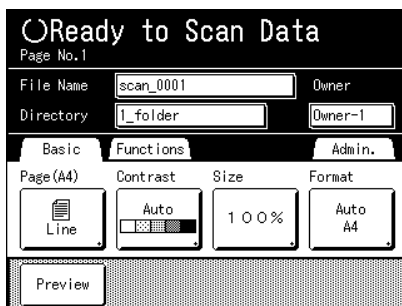 Ready to Scan Data
Page No.1
File Name scan_0001 Owner
Directory 1_folder Owner-1
Basic Functions Admin.
Page(A4) Contrast Size Format
Line Auto 100% Auto A4
Preview